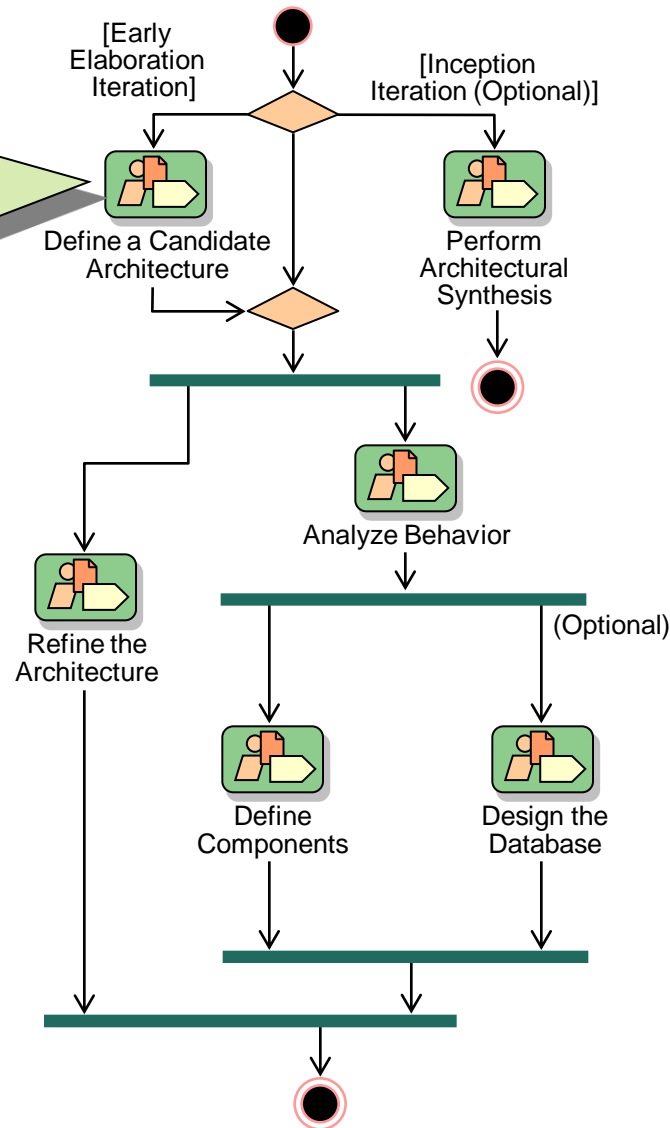 [Early
Elaboration
Iteration]
[Inception
Iteration (Optional)]
Define a Candidate
Architecture
Perform
Architectural
Synthesis
Analyze Behavior
Refine the
Architecture
(Optional)
Define
Components
Design the
Database